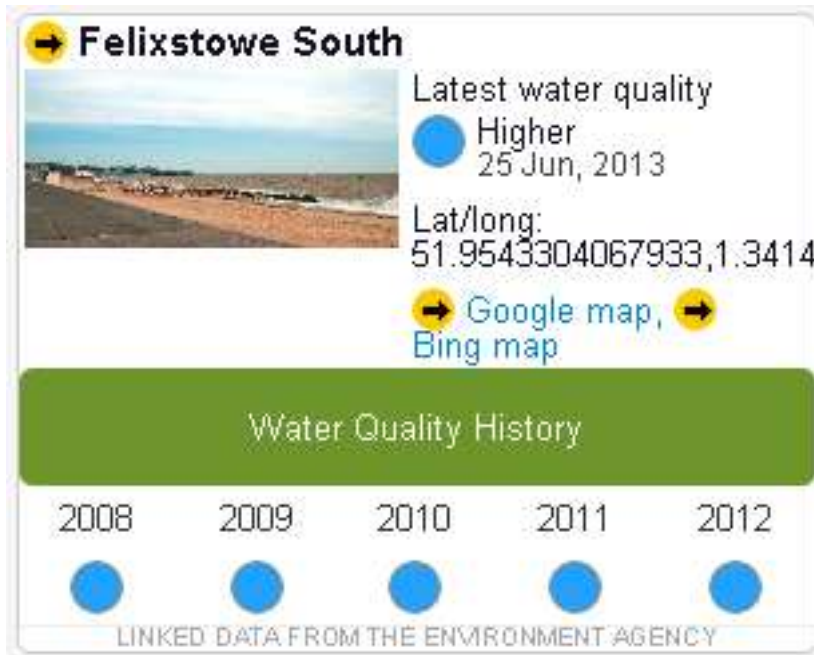 Felixstowe South
Latest water quality
Higher
25 Jun, 2013
Lat/long:
51.9543304067933,1.3414
Google map,
Bing map
Water Quality History
2008 2009 2010 2011 2012
LINKED DATA FROM THE ENVIRONMENT AGENCY